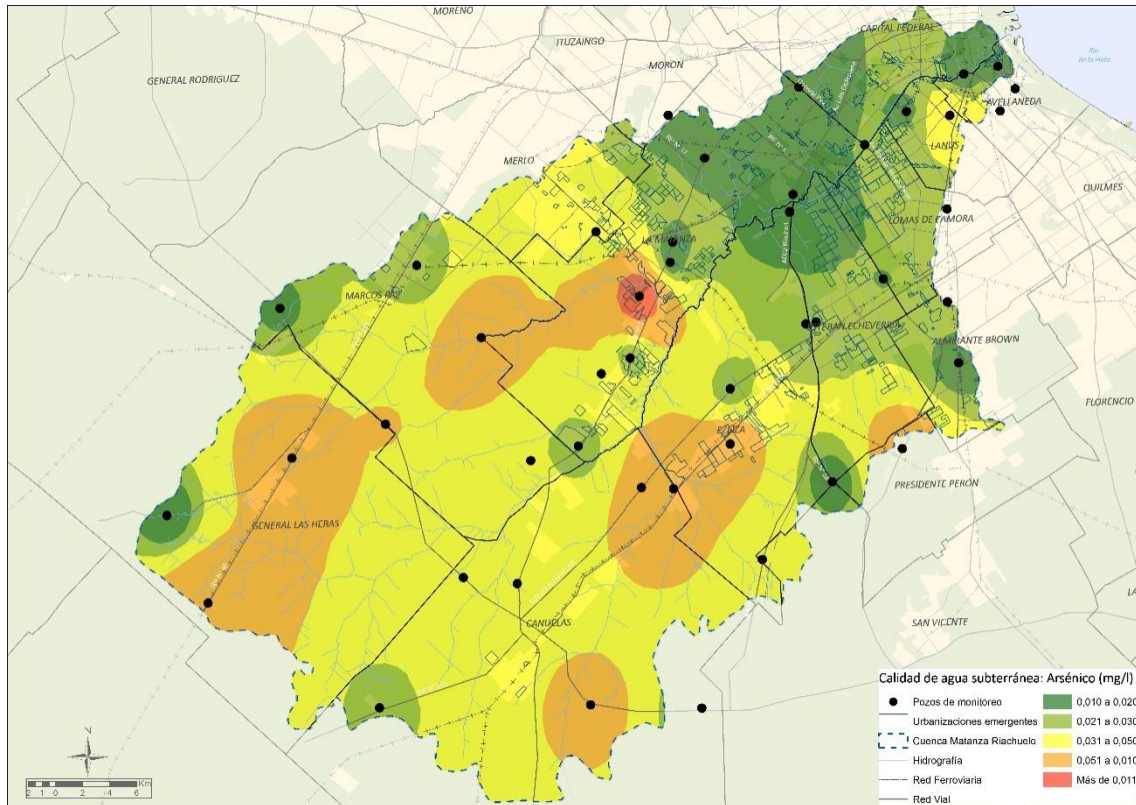 MORENO
CAPITAL FEDERAL
ITUZAINGO
Río
de la Plata
MORON
GENERAL RODRIGUEZ
AVELLANEDA
LANUS
MERLO
QUILMES
LOMAS DE ZAMORA
LA MATANZA
MARCOS PAZ
ESTEBAN ECHEVERRIA
ALMIRANTE BROWN
FLORENCIO
EZEIZA
PRESIDENTE PERON
GENERAL LAS HERAS
CAÑUELAS
SAN VICENTE
LA
N
2 1 0 2 4 6 Km
Calidad de agua subterránea: Arsénico (mg/l)
Pozos de monitoreo
Urbanizaciones emergentes
Cuenca Matanza Riachuelo
Hidrografía
Red Ferroviaria
Red Vial
0,010 a 0,020
0,021 a 0,030
0,031 a 0,050
0,051 a 0,010
Más de 0,011